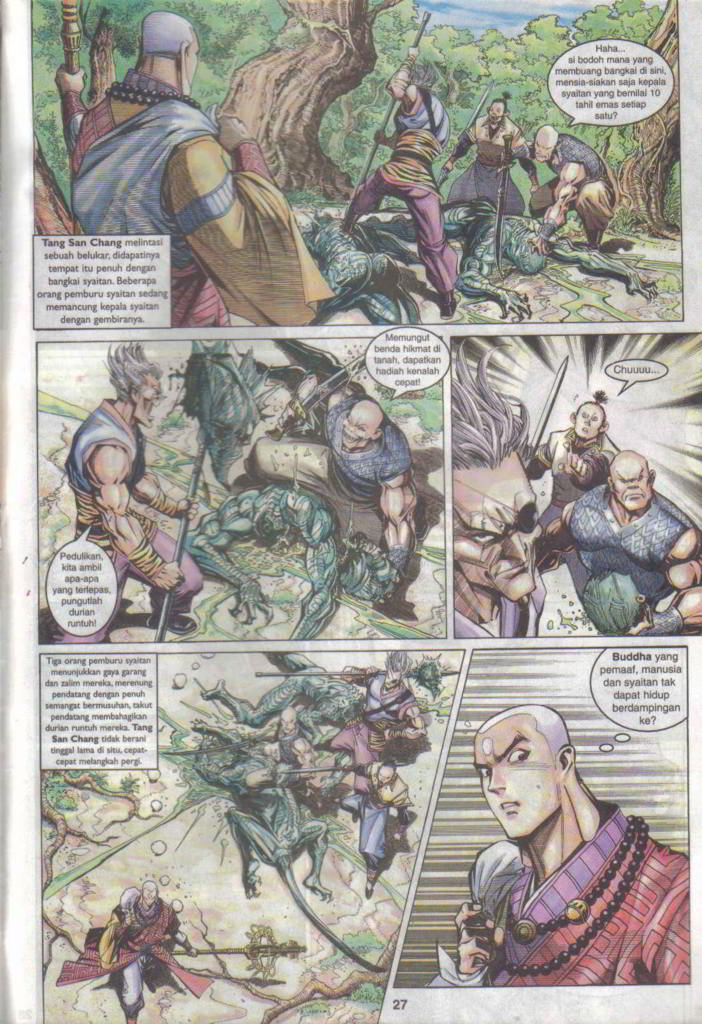 Haha...
si bodoh mana yang
membuang bangkai di sini,
mensia-siakan saja kepala
syaitan yang bernilai 10
tahil emas setiap
satu?
Tang San Chang melintasi
sebuah belukar, didapatinya
tempat itu penuh dengan
bangkai syaitan. Beberapa
orang pemburu syaitan sedang
memancung kepala syaitan
dengan gembiranya.
Memungut
benda hikmat di
tanah, dapatkan
hadiah kenalah
cepat!
Pedulikan,
kita ambil
apa-apa
yang terlepas,
pungutlah
durian
runtuh!
Chuuuu...
Tiga orang pemburu syaitan
menunjukkan gaya garang
dan zalim mereka, merenung
pendatang dengan penuh
semangat bermusuhan, takut
pendatang membahagikan
durian runtuh mereka. Tang
San Chang tidak berani
tinggal lama di situ, cepat-
cepat melangkah pergi.
Buddha yang
pemaaf, manusia
dan syaitan tak
dapat hidup
berdampingan
ke?
27